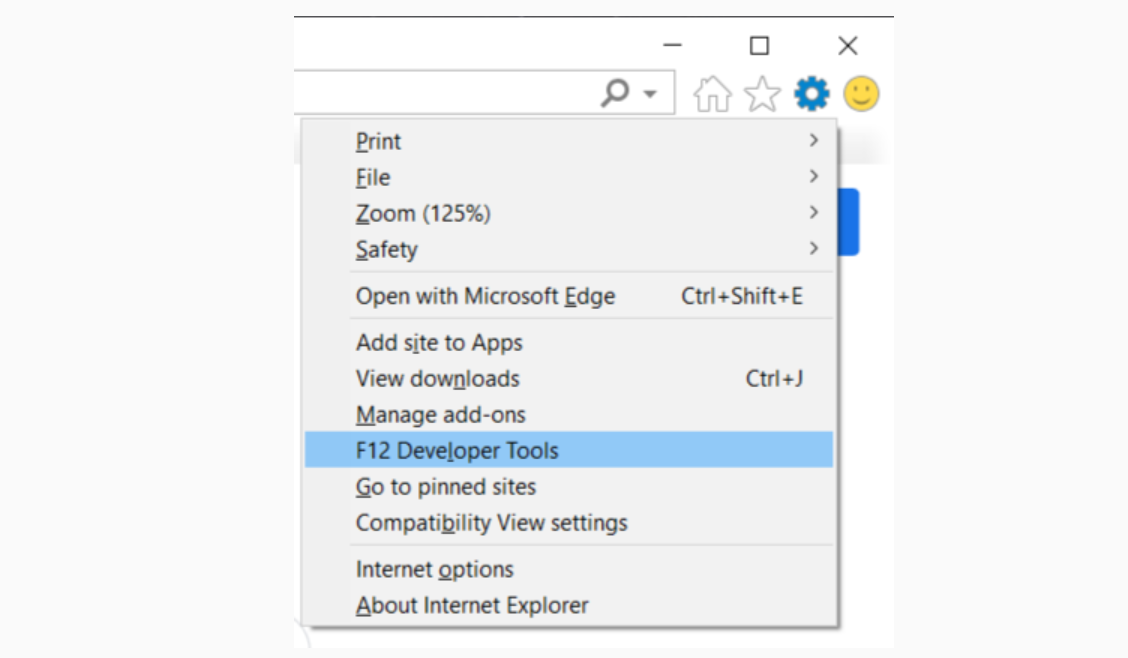 Print
File
Zoom (125%)
Safety
Open with Microsoft Edge Ctrl+Shift+E
Add site to Apps
View downloads Ctrl+J
Manage add-ons
F12 Developer Tools
Go to pinned sites
Compatibility View settings
Internet options
About Internet Explorer